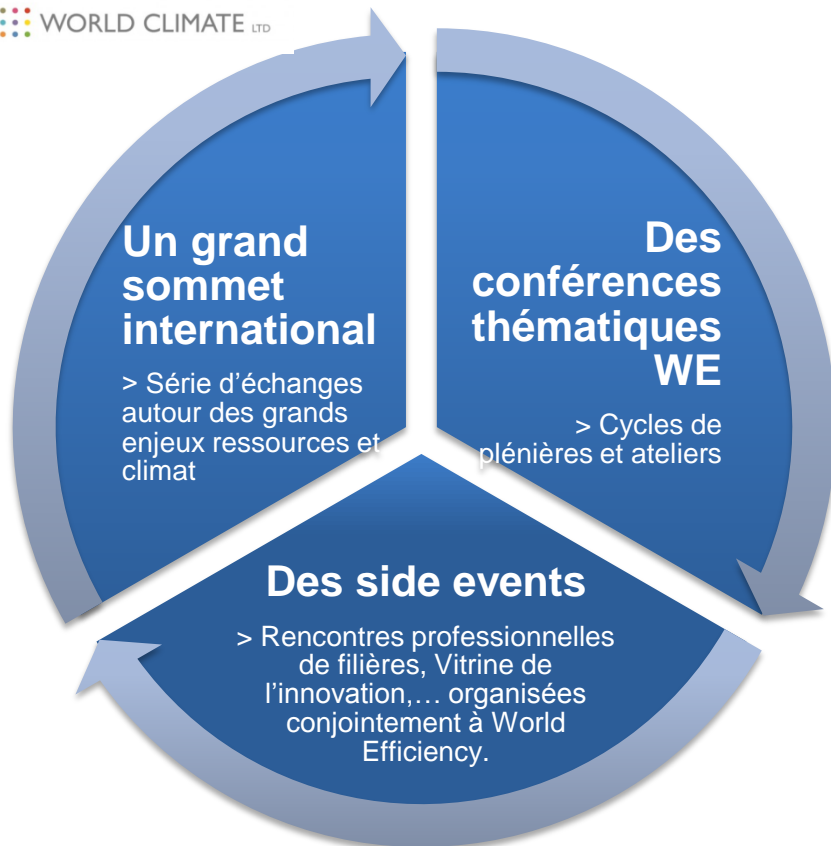 WORLD CLIMATE LTD
Un grand
sommet
international
> Série d’échanges
autour des grands
enjeux ressources et
climat
Des
conférences
thématiques
WE
> Cycles de
plénières et ateliers
Des side events
> Rencontres professionnelles
de filières, Vitrine de
l’innovation,… organisées
conjointement à World
Efficiency.